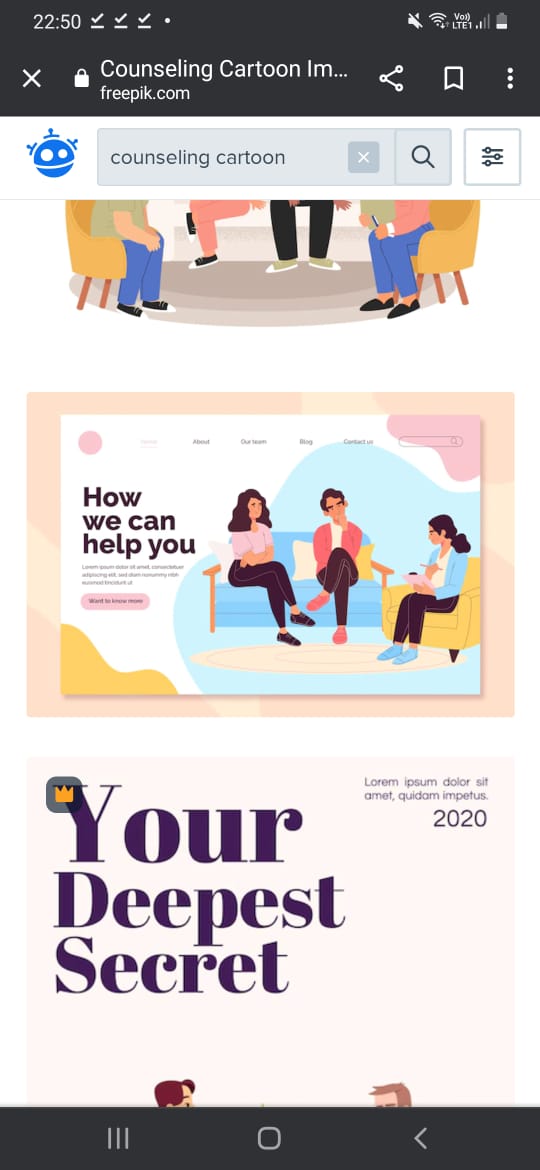 22:50
Vo))
LTE1
Counseling Cartoon Im...
freepik.com
counseling cartoon
Home About Our team Blog Contact us
How
we can
help you
Lorem ipsum dolor sit amet, consectetuer
adipiscing elit, sed diam nonummy nibh
euismod tincidunt ut
Want to know more
Lorem ipsum dolor sit
amet, quidam impetus.
2020
Your
Deepest
Secret